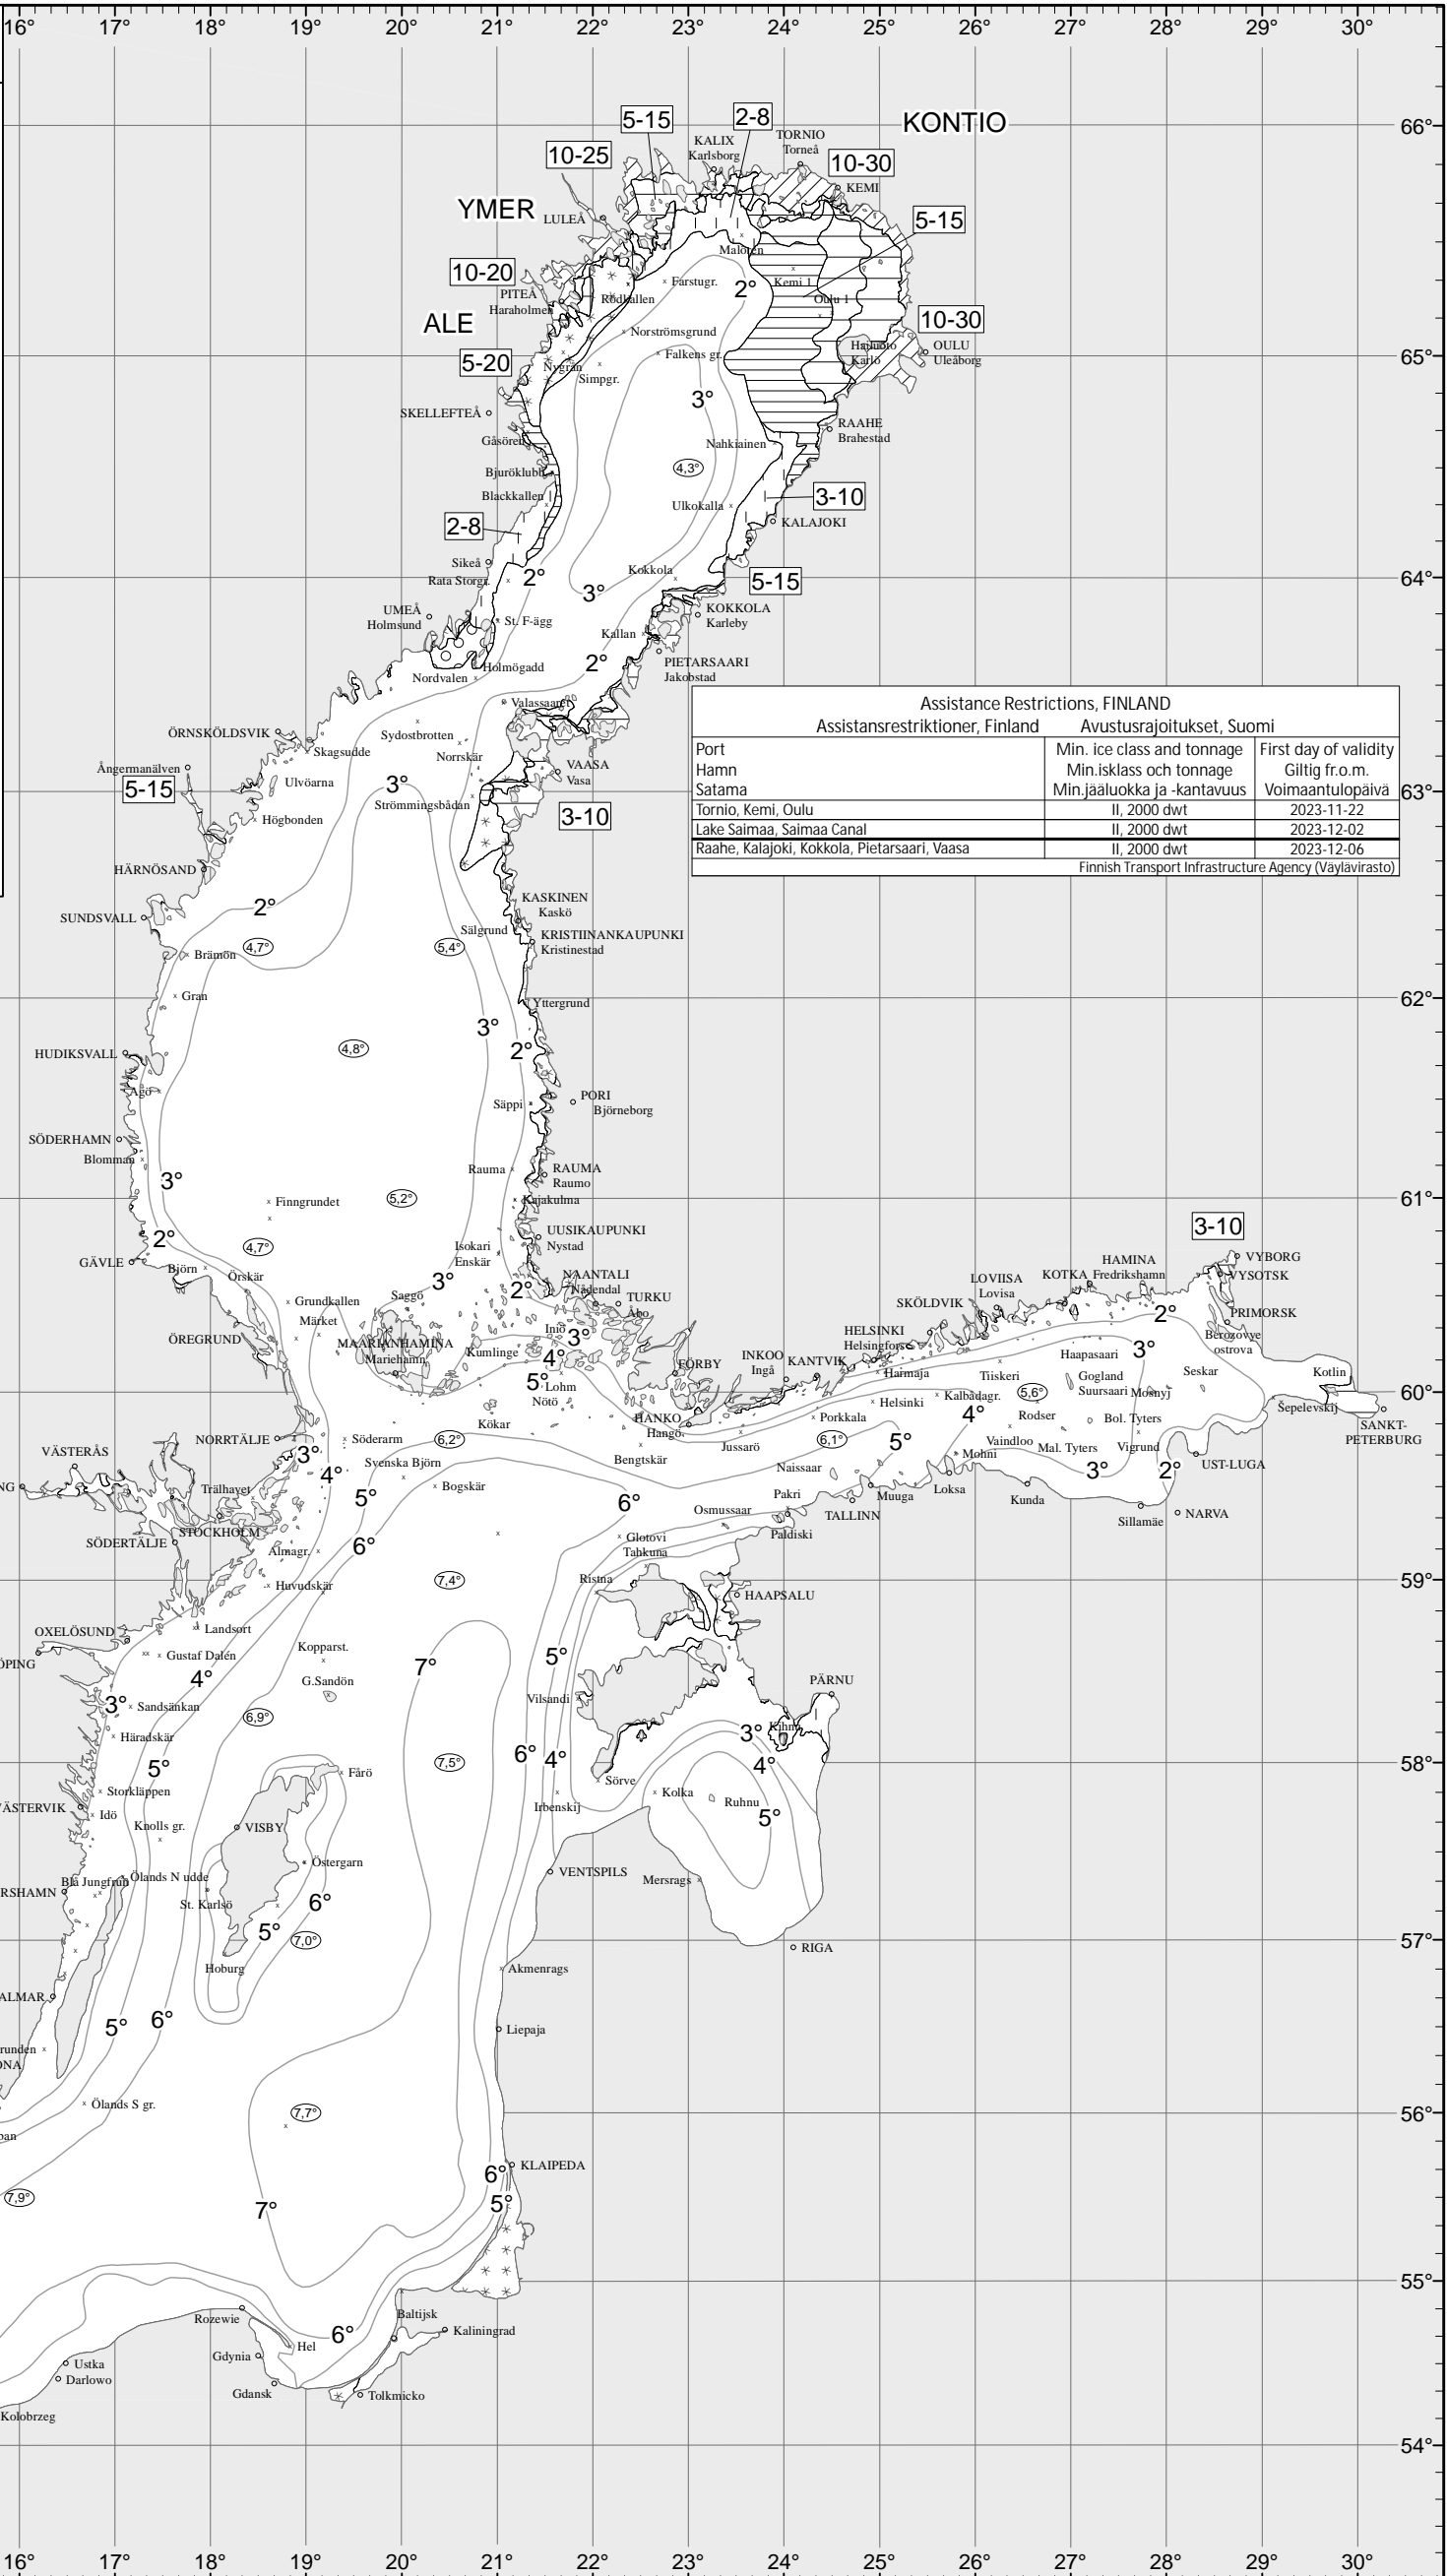 16° 17° 18° 19° 20° 21° 22° 23° 24° 25° 26° 27° 28° 29° 30°
66°
KONTIO
5-15
2-8
KALIX
Karlsborg
TORNIO
Torneå
10-25
10-30
KEMI
YMER
LULEÅ
5-15
Malören
10-20
PITEÅ
Haraholmen
Rödkallen
Farstugr.
2°
Kemi 1
Oulu 1
ALE
Norströmsgrund
10-30
OULU
Uleåborg
Hailuoto
Karlö
65°
5-20
Falkens gr.
Nygrån
Simpgr.
SKELLEFTEÅ
3°
RAAHE
Brahestad
Gåsören
Nahkiainen
Bjuröklubb
4,3°
Blackkallen
Ulkokalla
3-10
2-8
KALAJOKI
Sikeå
Rata Storgr.
2°
Kokkola
64°
5-15
3°
UMEÅ
Holmsund
St. F-ägg
KOKKOLA
Karleby
Kallan
Holmögadd
Nordvalen
2°
PIETARSAARI
Jakobstad
Valassaaret
Assistance Restrictions, FINLAND
Assistansrestriktioner, Finland Avustusrajoitukset, Suomi
Port Min. ice class and tonnage First day of validity
Hamn Min.isklass och tonnage Giltig fr.o.m.
Satama Min.jääluokka ja -kantavuus Voimaantulopäivä
Tornio, Kemi, Oulu II, 2000 dwt 2023-11-22
Lake Saimaa, Saimaa Canal II, 2000 dwt 2023-12-02
Raahe, Kalajoki, Kokkola, Pietarsaari, Vaasa II, 2000 dwt 2023-12-06
Finnish Transport Infrastructure Agency (Väylävirasto)
ÖRNSKÖLDSVIK
Sydostbrotten
Skagsudde
Norrskär
VAASA
Vasa
Ångermanälven
5-15
Ulvöarna
3°
Strömmingsbådan
63°
3-10
Högbonden
HÄRNÖSAND
KASKINEN
Kaskö
2°
SUNDSVALL
Sälgrund
KRISTIINANKAUPUNKI
Kristinestad
4,7°
5,4°
Brämön
Gran
62°
Yttergrund
3°
2°
4,8°
HUDIKSVALL
Agö
Säppi
PORI
Björneborg
SÖDERHAMN
Blomman
3°
Rauma
RAUMA
Raumo
Finngrundet
5,2°
Kajakulma
61°
2°
4,7°
UUSIKAUPUNKI
Nystad
Isokari
Enskär
3-10
GÄVLE
Björn
Örskär
3°
2°
NAANTALI
Nådendal
TURKU
Åbo
VYBORG
VYSOTSK
HAMINA
Fredrikshamn
KOTKA
LOVIISA
Lovisa
SKÖLDVIK
PRIMORSK
Grundkallen
Saggö
Märket
ÖREGRUND
MAARIANHAMINA
Mariehamn
Iniö
3°
Kumlinge
4°
HELSINKI
Helsingfors
2°
3°
Berozovye
ostrova
Haapasaari
FÖRBY
INKOO
Ingå
KANTVIK
Harmaja
Tiiskeri
Gogland
Suursaari
Mosnyj
Seskar
Kotlin
5°
Lohm
Nötö
Helsinki
Kalbådagr.
5,6°
60°
Kökar
HANKO
Hangö
Porkkala
4°
Rodser
Bol. Tyters
Šepelevskij
SANKT-
PETERBURG
NORRTÄLJE
Söderarm
6,2°
Jussarö
6,1°
5°
Vaindloo
Mal. Tyters
Vigrund
VÄSTERÅS
3°
4°
Svenska Björn
Bengtskär
Naissaar
Mohni
3°
2°
UST-LUGA
NG
Trälhavet
5°
Bogskär
6°
Pakri
Muuga
Loksa
Kunda
Osmussaar
TALLINN
Sillamäe
NARVA
STOCKHOLM
SÖDERTÄLJE
Paldiski
Almagr.
6°
Glotovi
Tahkuna
Huvudskär
7,4°
Ristna
59°
HAAPSALU
OXELÖSUND
Landsort
ÖPING
Gustaf Dalén
Kopparst.
G.Sandön
4°
7°
5°
PÄRNU
3°
Sandsänkan
Vilsandi
6,9°
Häradskär
3°
Kihnu
5°
Fårö
7,5°
6°
4°
4°
58°
Storkläppen
Sörve
Kolka
ÄSTERVIK
Idö
Irbenskij
Ruhnu
Knolls gr.
VISBY
5°
Östergarn
Ölands N udde
Blå Jungfrun
RSHAMN
St. Karlsö
VENTSPILS
Mersrags
6°
5°
7,0°
57°
RIGA
Hoburg
Akmenrags
ALMAR
5°
6°
Liepaja
runden
ONA
Ölands S gr.
7,7°
56°
pan
6°
KLAIPEDA
7,9°
7°
5°
55°
Rozewie
Baltijsk
Kaliningrad
6°
Hel
Gdynia
Ustka
Darlowo
Gdansk
Tolkmicko
Kolobrzeg
54°
16° 17° 18° 19° 20° 21° 22° 23° 24° 25° 26° 27° 28° 29° 30°